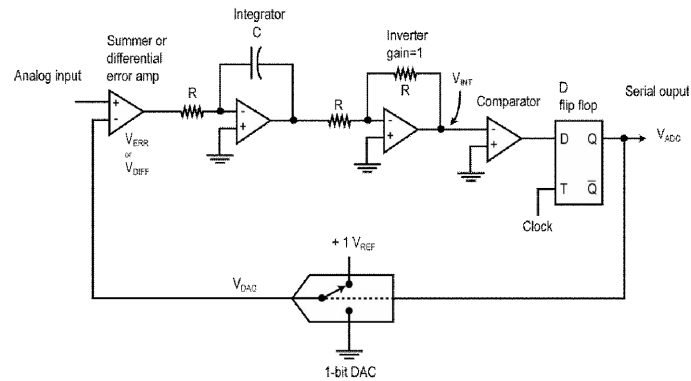 Integrator
C
Summer or
differential
error amp
Inverter
gain=1
Analog input
R
R
R
V_INT
Comparator
D
flip flop
Serial ouput
+
-
-
+
-
+
-
+
D Q
V_ADC
V_ERR
or
V_DIFF
T Q̅
Clock
+ 1 V_REF
V_DAC
1-bit DAC